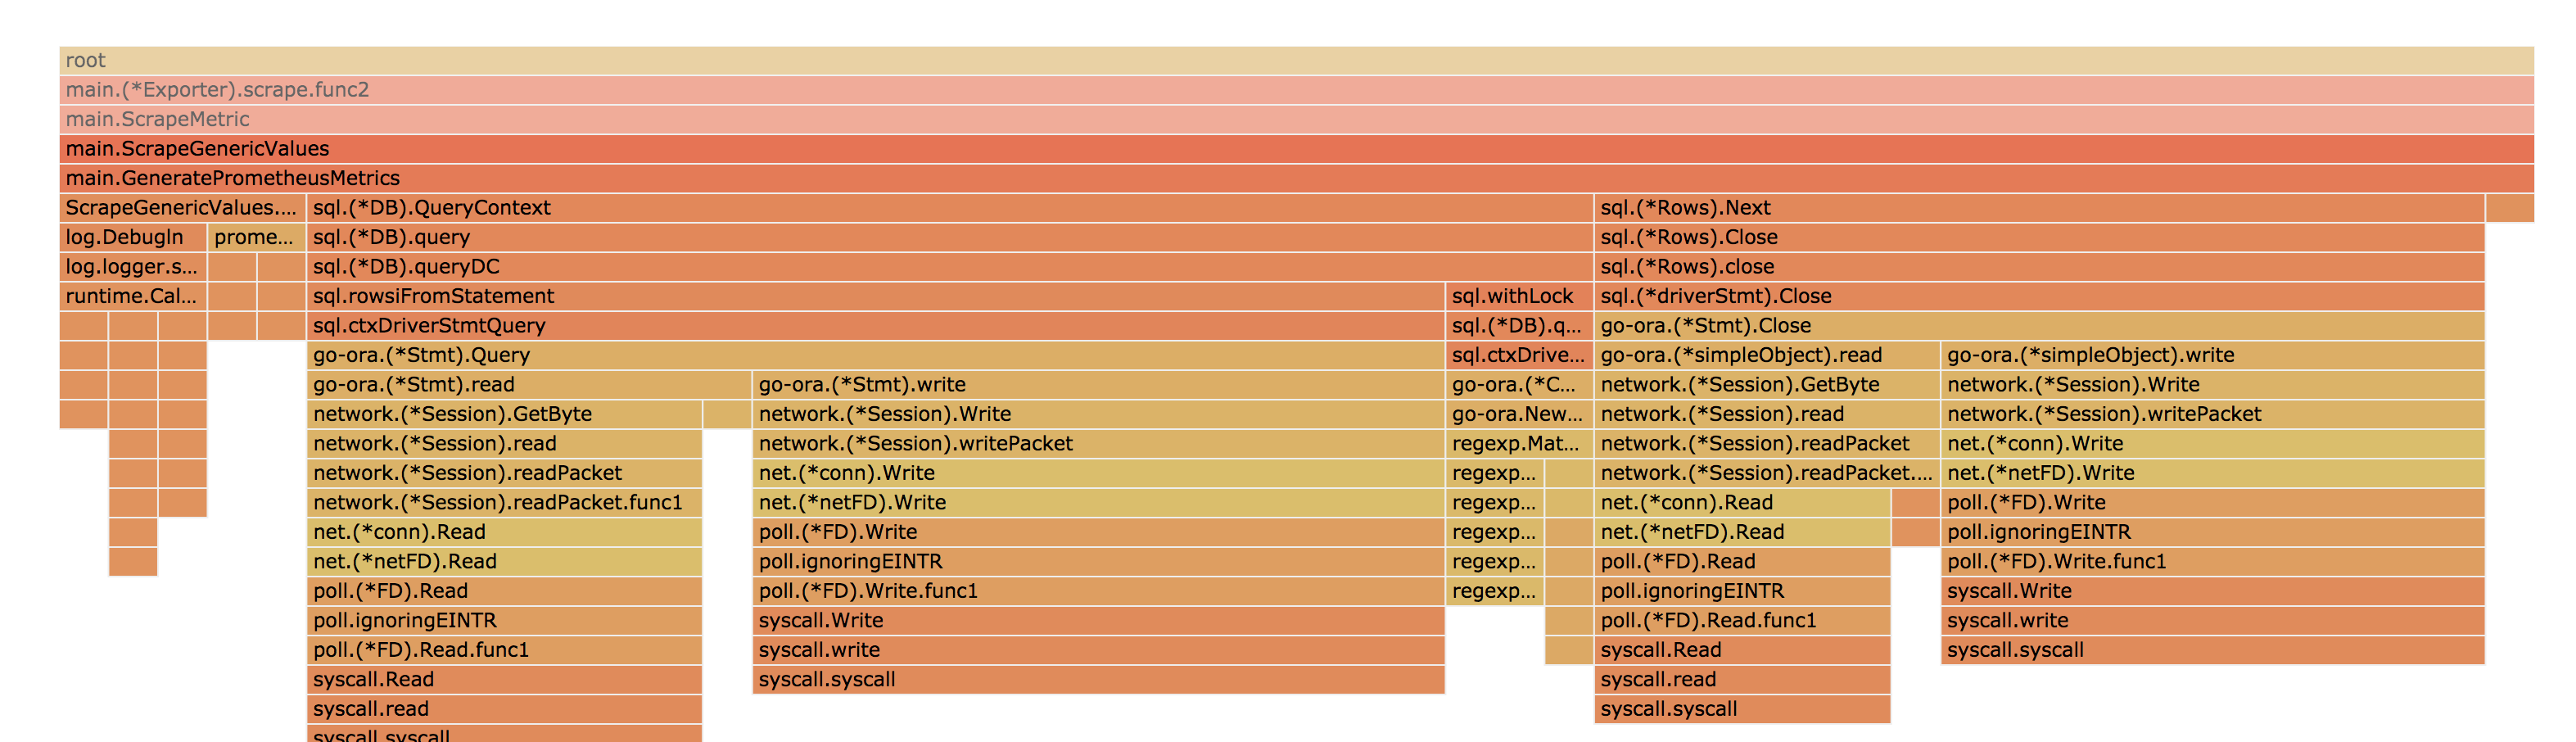 root
main.(*Exporter).scrape.func2
main.ScrapeMetric
main.ScrapeGenericValues
main.GeneratePrometheusMetrics
ScrapeGenericValues.... sql.(*DB).QueryContext sql.(*Rows).Next
log.Debugln prome... sql.(*DB).query sql.(*Rows).Close
log.logger.s... sql.(*DB).queryDC sql.(*Rows).close
runtime.Cal... sql.rowsiFromStatement sql.withLock sql.(*driverStmt).Close
sql.ctxDriverStmtQuery sql.(*DB).q... go-ora.(*Stmt).Close
go-ora.(*Stmt).Query sql.ctxDrive... go-ora.(*simpleObject).read go-ora.(*simpleObject).write
go-ora.(*Stmt).read go-ora.(*Stmt).write go-ora.(*C... network.(*Session).GetByte network.(*Session).Write
network.(*Session).GetByte network.(*Session).Write go-ora.New... network.(*Session).read network.(*Session).writePacket
network.(*Session).read network.(*Session).writePacket regexp.Mat... network.(*Session).readPacket net.(*conn).Write
network.(*Session).readPacket net.(*conn).Write regexp... network.(*Session).readPacket.... net.(*netFD).Write
network.(*Session).readPacket.func1 net.(*netFD).Write regexp... net.(*conn).Read poll.(*FD).Write
net.(*conn).Read poll.(*FD).Write regexp... net.(*netFD).Read poll.ignoringEINTR
net.(*netFD).Read poll.ignoringEINTR regexp... poll.(*FD).Read poll.(*FD).Write.func1
poll.(*FD).Read poll.(*FD).Write.func1 regexp... poll.ignoringEINTR syscall.Write
poll.ignoringEINTR syscall.Write poll.(*FD).Read.func1 syscall.write
poll.(*FD).Read.func1 syscall.write syscall.Read syscall.syscall
syscall.Read syscall.syscall syscall.read
syscall.read syscall.syscall
syscall.syscall